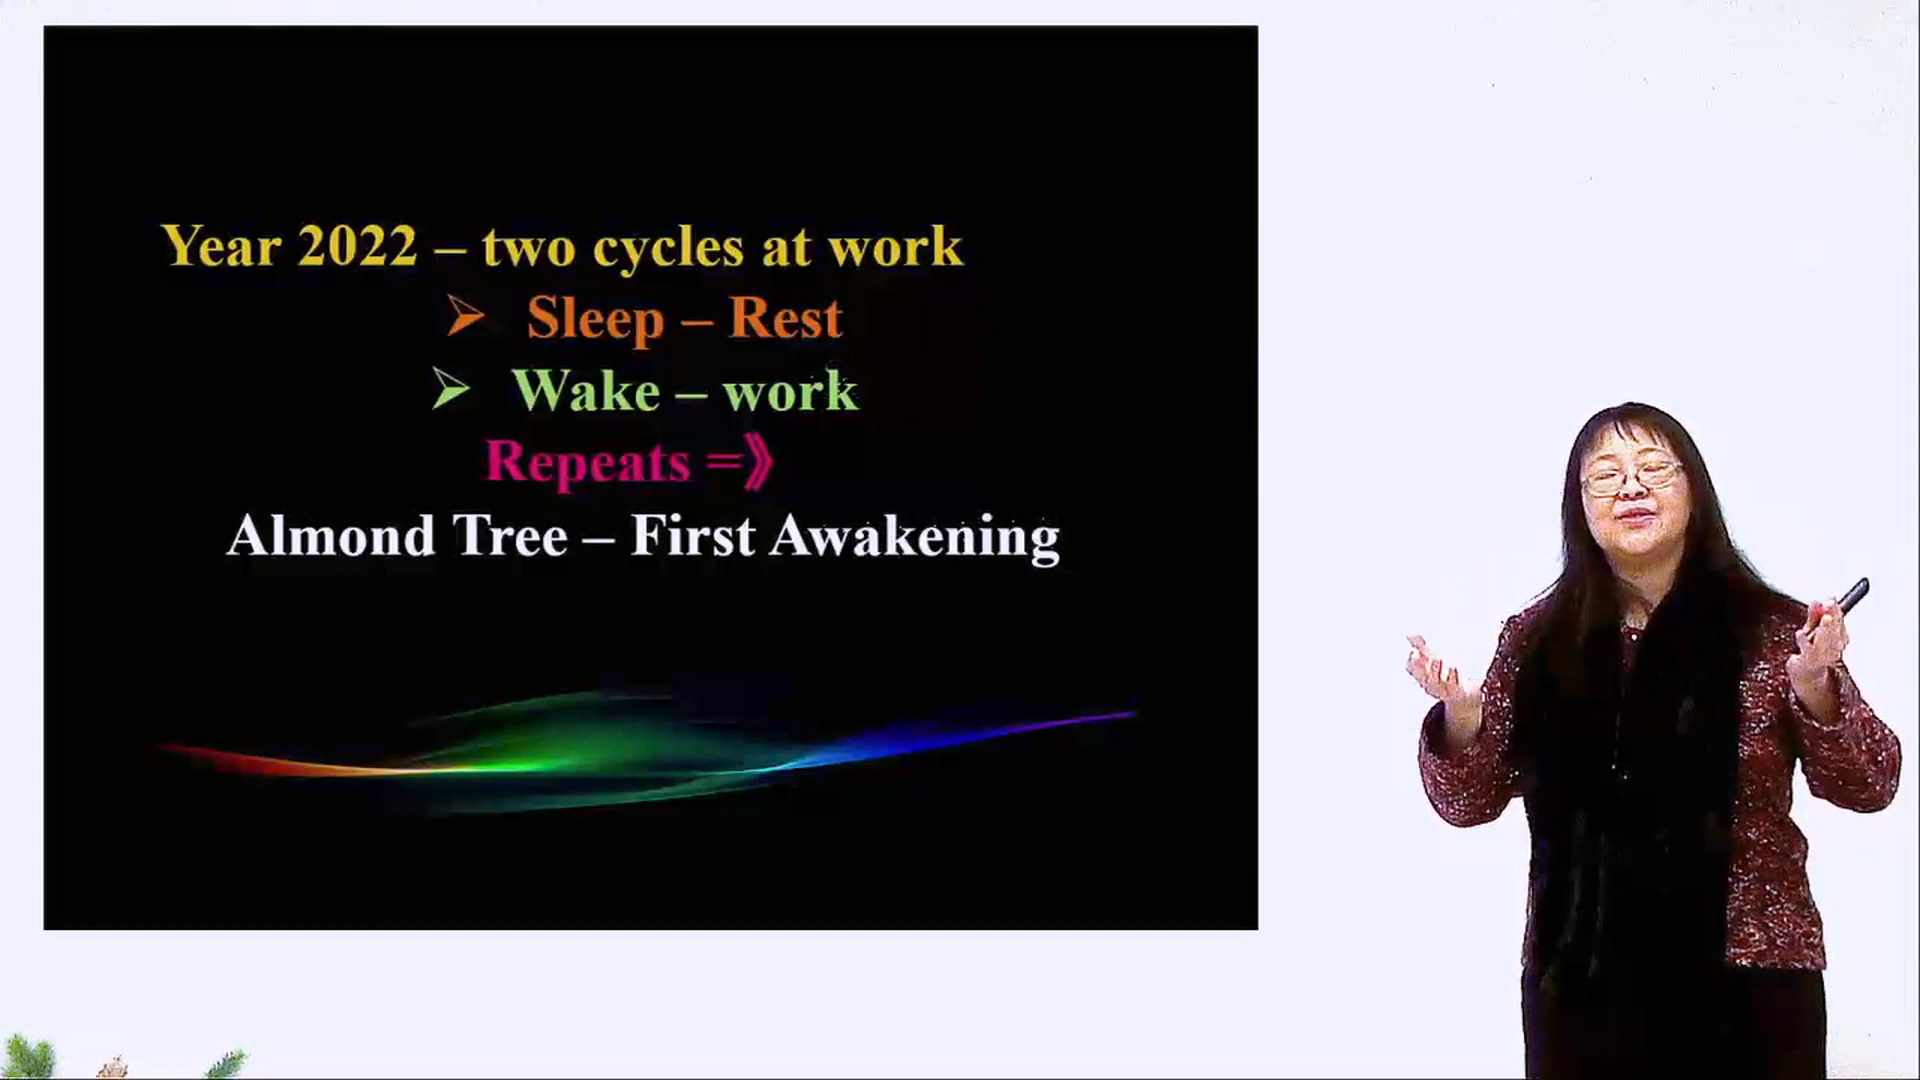 Year 2022 – two cycles at work
➢ Sleep – Rest
➢ Wake – work
Repeats =》
Almond Tree – First Awakening